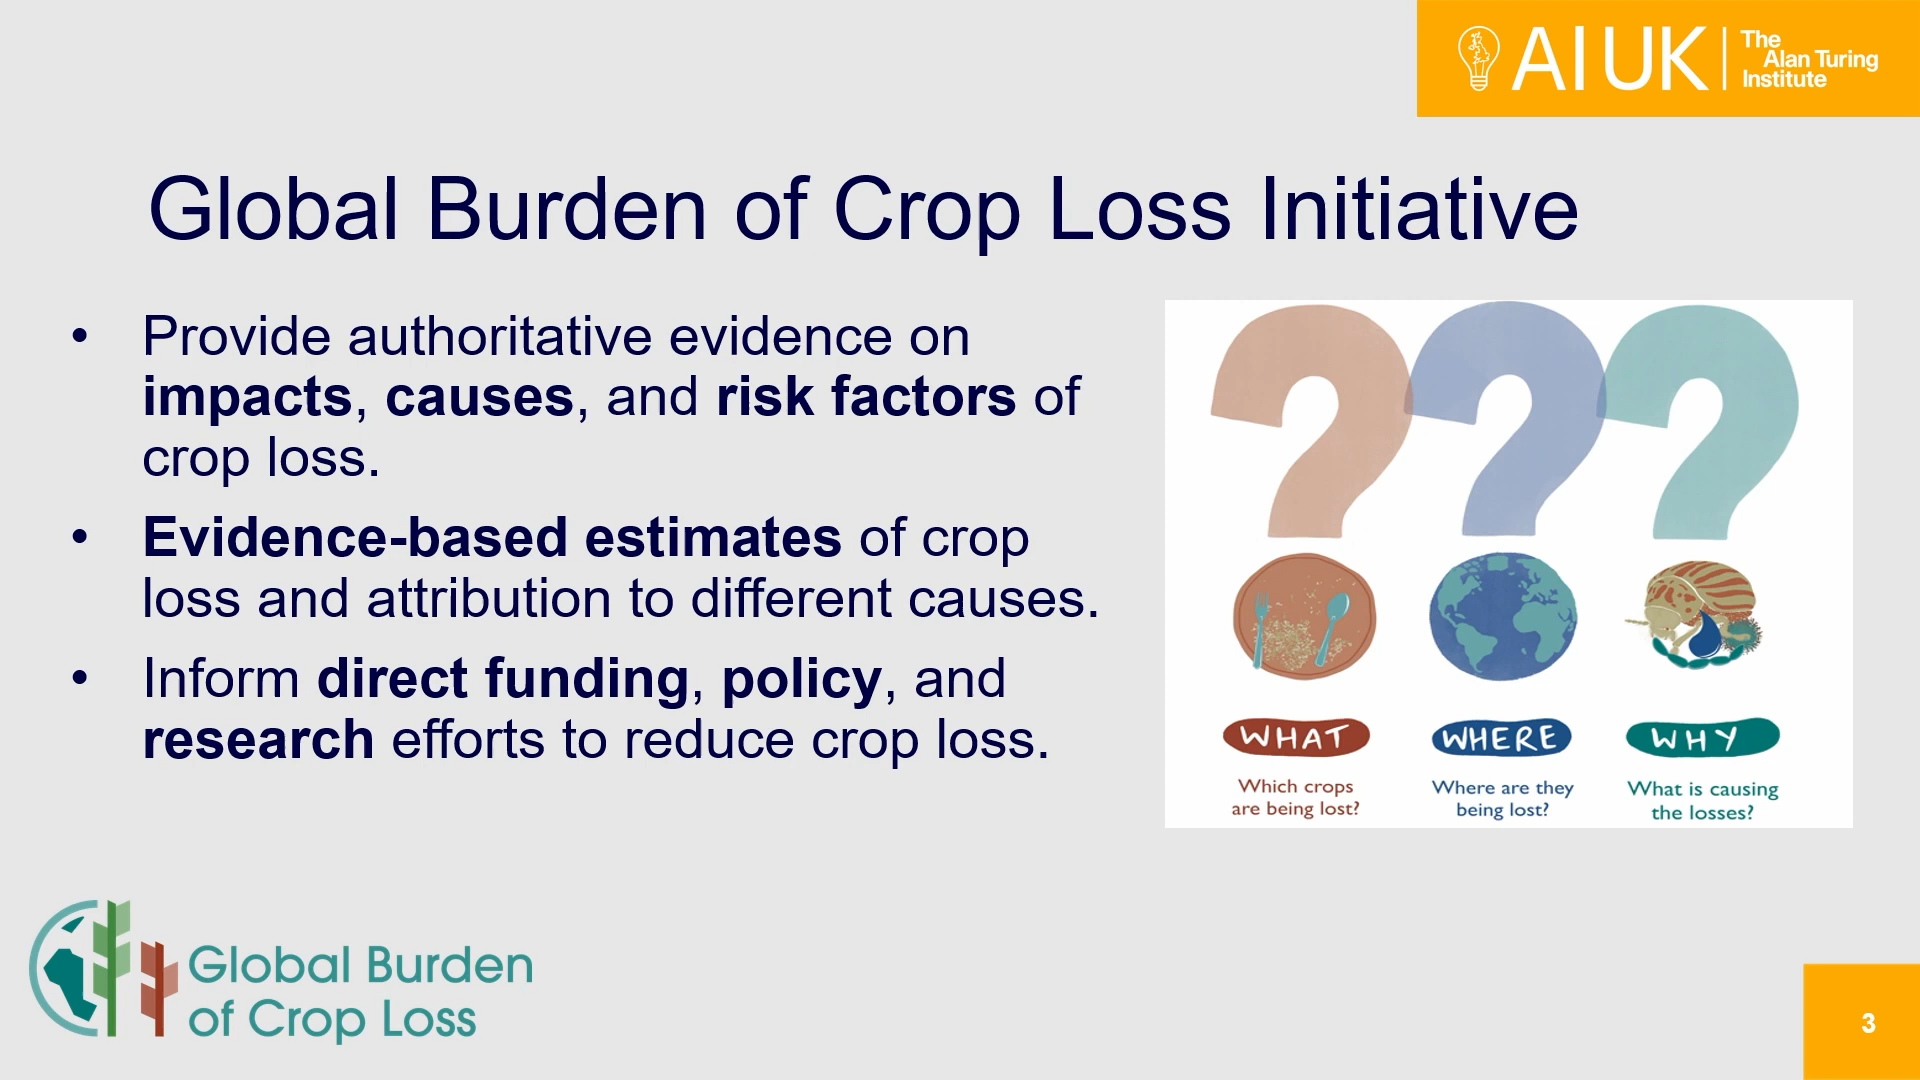 AI UK
The
Alan Turing
Institute
Global Burden of Crop Loss Initiative
• Provide authoritative evidence on
impacts, causes, and risk factors of
crop loss.
• Evidence-based estimates of crop
loss and attribution to different causes.
• Inform direct funding, policy, and
research efforts to reduce crop loss.
???
WHAT
Which crops
are being lost?
WHERE
Where are they
being lost?
WHY
What is causing
the losses?
Global Burden
of Crop Loss
3